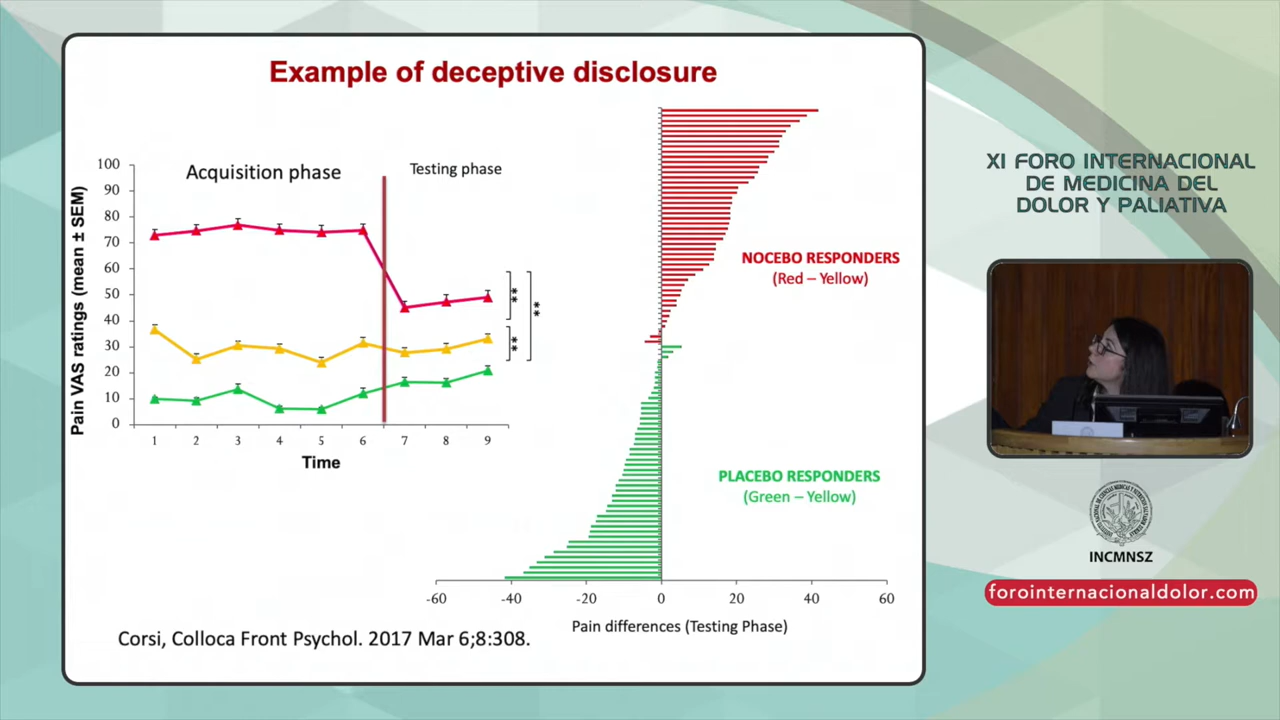 Example of deceptive disclosure
Pain VAS ratings (mean ± SEM)
100
90
80
70
60
50
40
30
20
10
0
Acquisition phase
Testing phase
**
**
**
1 2 3 4 5 6 7 8 9
Time
NOCEBO RESPONDERS
(Red – Yellow)
PLACEBO RESPONDERS
(Green – Yellow)
-60 -40 -20 0 20 40 60
Pain differences (Testing Phase)
Corsi, Colloca Front Psychol. 2017 Mar 6;8:308.
XI FORO INTERNACIONAL
DE MEDICINA DEL
DOLOR Y PALIATIVA
INCMNSZ
forointernacionaldolor.com